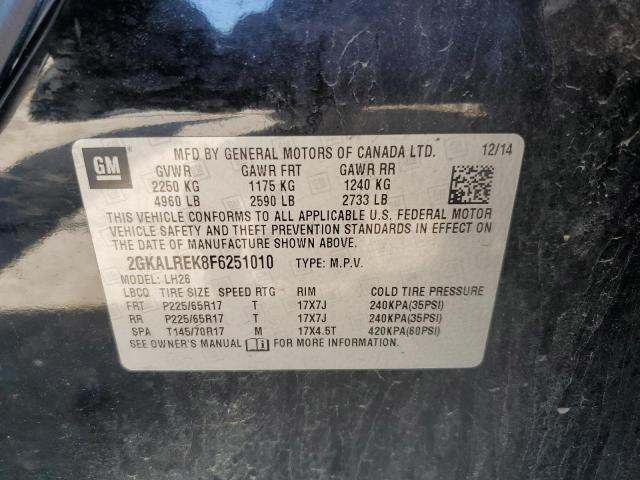 GM
MFD BY GENERAL MOTORS OF CANADA LTD. 12/14
GVWR GAWR FRT GAWR RR
2250 KG 1175 KG 1240 KG
4960 LB 2590 LB 2733 LB
THIS VEHICLE CONFORMS TO ALL APPLICABLE U.S. FEDERAL MOTOR
VEHICLE SAFETY AND THEFT PREVENTION STANDARDS IN EFFECT ON
THE DATE OF MANUFACTURE SHOWN ABOVE.
2GKALREK8F6251010 TYPE: M.P.V.
MODEL: LH26
LBCQ TIRE SIZE SPEED RTG RIM COLD TIRE PRESSURE
FRT P225/65R17 T 17X7J 240KPA(35PSI)
RR P225/65R17 T 17X7J 240KPA(35PSI)
SPA T145/70R17 M 17X4.5T 420KPA(60PSI)
SEE OWNER'S MANUAL FOR MORE INFORMATION.